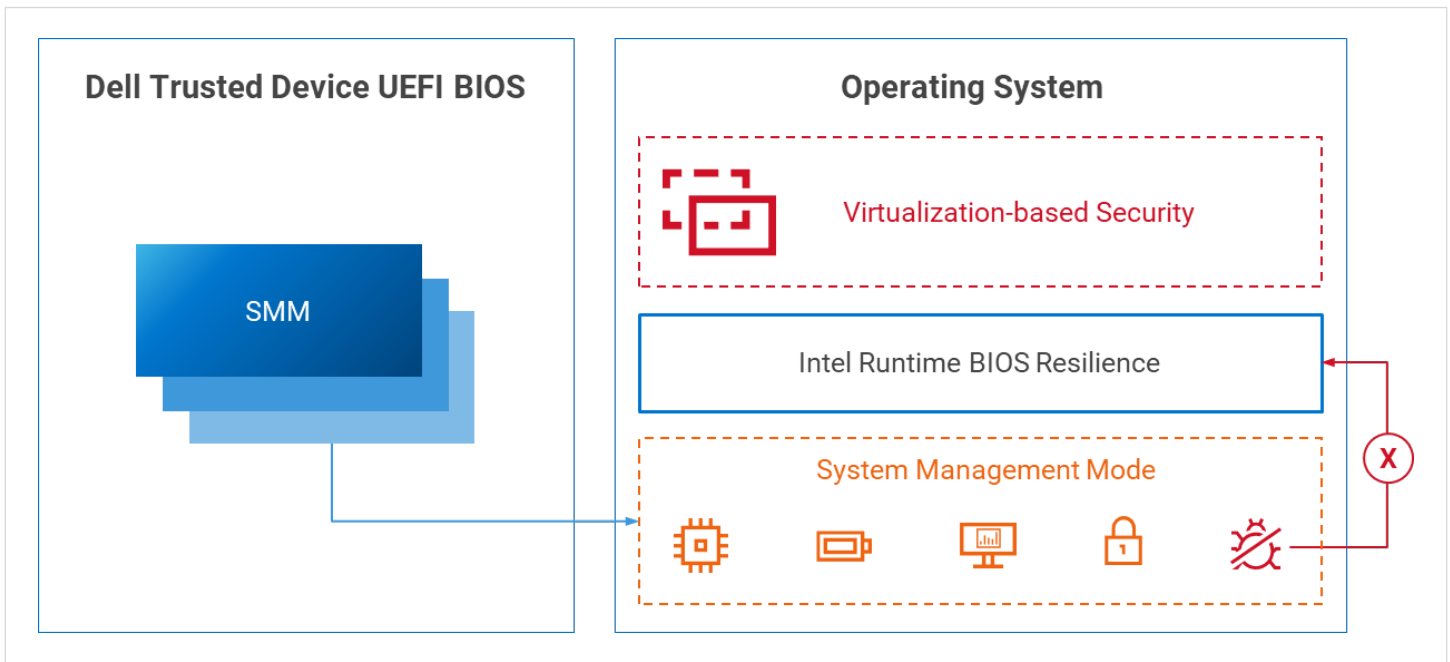 Dell Trusted Device UEFI BIOS
SMM
Operating System
Virtualization-based Security
Intel Runtime BIOS Resilience
System Management Mode
X